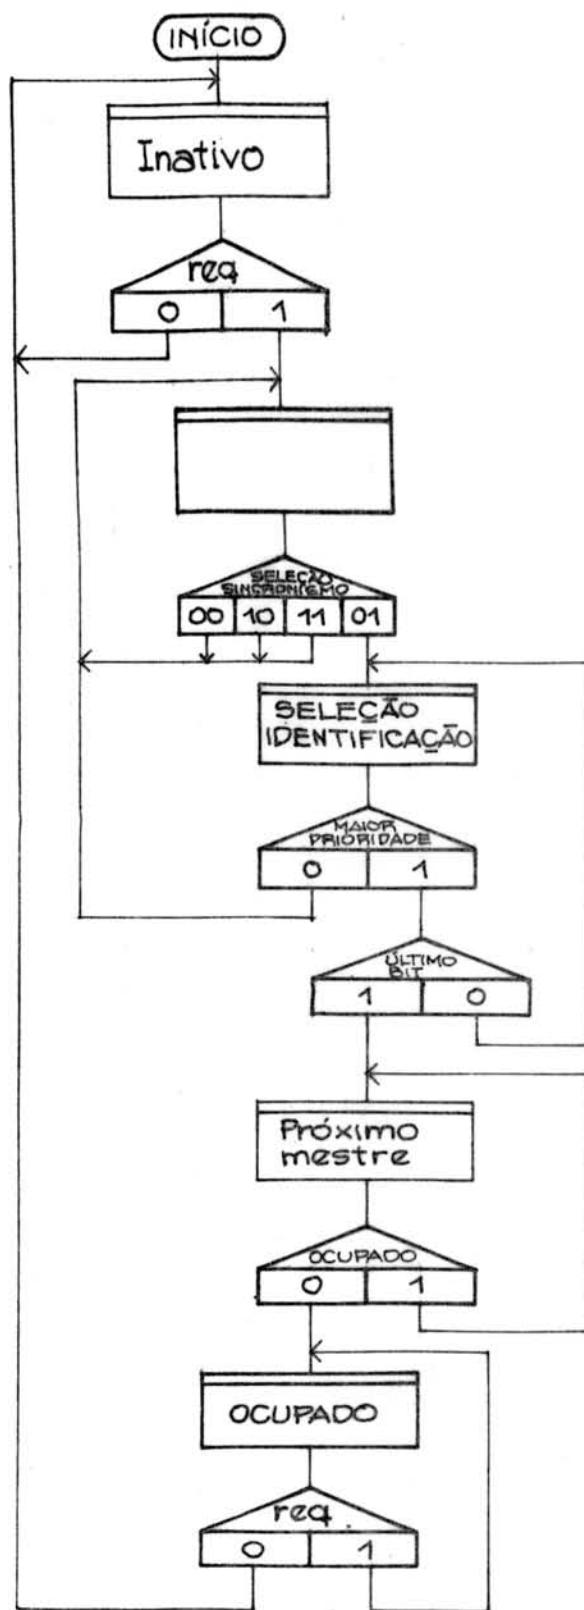 INÍCIO
Inativo
req
0 1
SELEÇÃO
SINCRONISMO
00 10 11 01
SELEÇÃO
IDENTIFICAÇÃO
MAIOR
PRIORIDADE
0 1
ÚLTIMO
BIT
1 0
Próximo
mestre
OCUPADO
0 1
OCUPADO
req
0 1